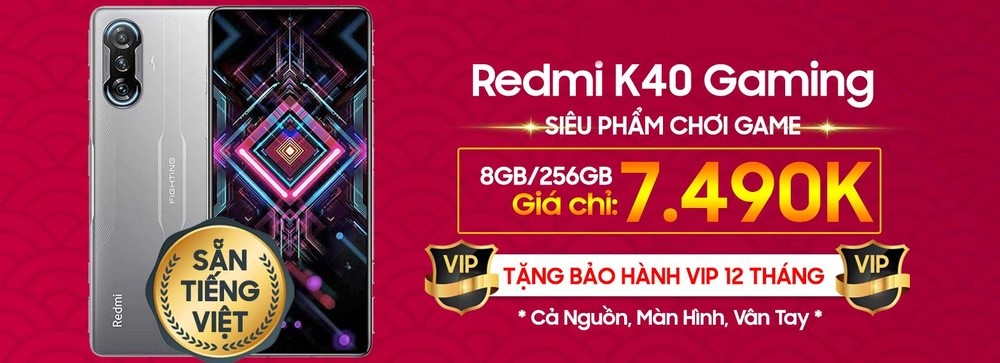 FIGHTING
Redmi
SẴN
TIẾNG
VIỆT
Redmi K40 Gaming
SIÊU PHẨM CHƠI GAME
8GB/256GB
Giá chỉ: 7.490K
VIP
TẶNG BẢO HÀNH VIP 12 THÁNG
VIP
* Cả Nguồn, Màn Hình, Vân Tay *